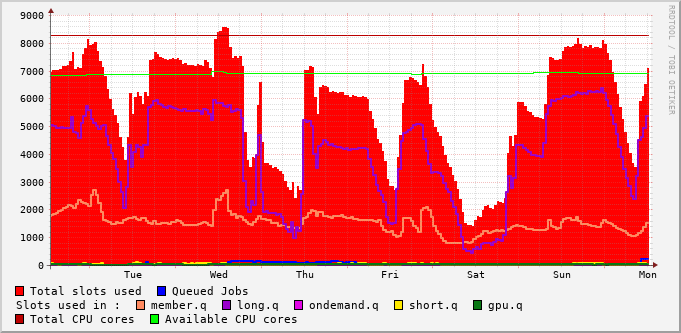 9000
8000
7000
6000
5000
4000
3000
2000
1000
0
Tue Wed Thu Fri Sat Sun Mon
RRDTOOL / TOBI OETIKER
Total slots used Queued Jobs
Slots used in : member.q long.q ondemand.q short.q gpu.q
Total CPU cores Available CPU cores